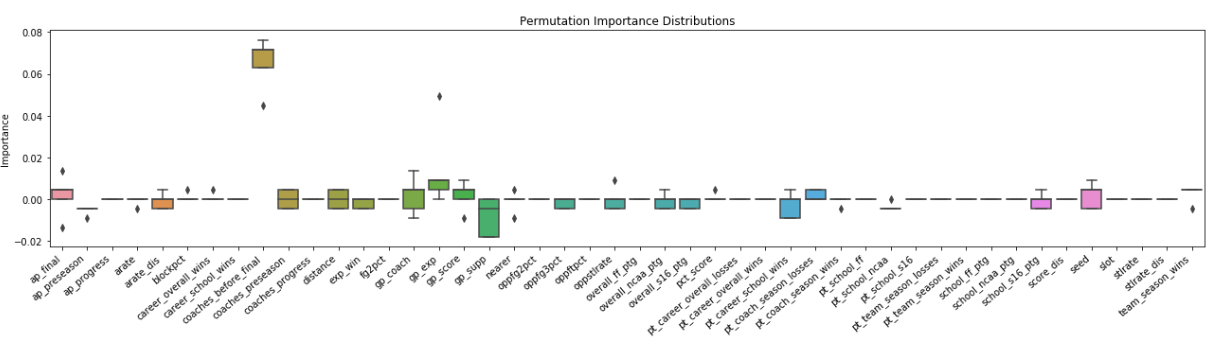 Permutation Importance Distributions
0.08
0.06
0.04
0.02
0.00
−0.02
Importance
ap_final
ap_preseason
ap_progress
arate
arate_dis
blockpct
career_overall_wins
career_school_wins
coaches_before_final
coaches_preseason
coaches_progress
distance
exp_win
fg2pct
gp_coach
gp_exp
gp_score
gp_supp
nearer
oppfg2pct
oppfg3pct
oppftpct
oppstlrate
overall_ff_ptg
overall_ncaa_ptg
overall_s16_ptg
pct_score
pt_career_overall_losses
pt_career_overall_wins
pt_career_school_wins
pt_coach_season_losses
pt_coach_season_wins
pt_school_ff
pt_school_ncaa
pt_school_s16
pt_team_season_losses
pt_team_season_wins
school_ff_ptg
school_ncaa_ptg
school_s16_ptg
score_dis
seed
slot
stlrate
stlrate_dis
team_season_wins